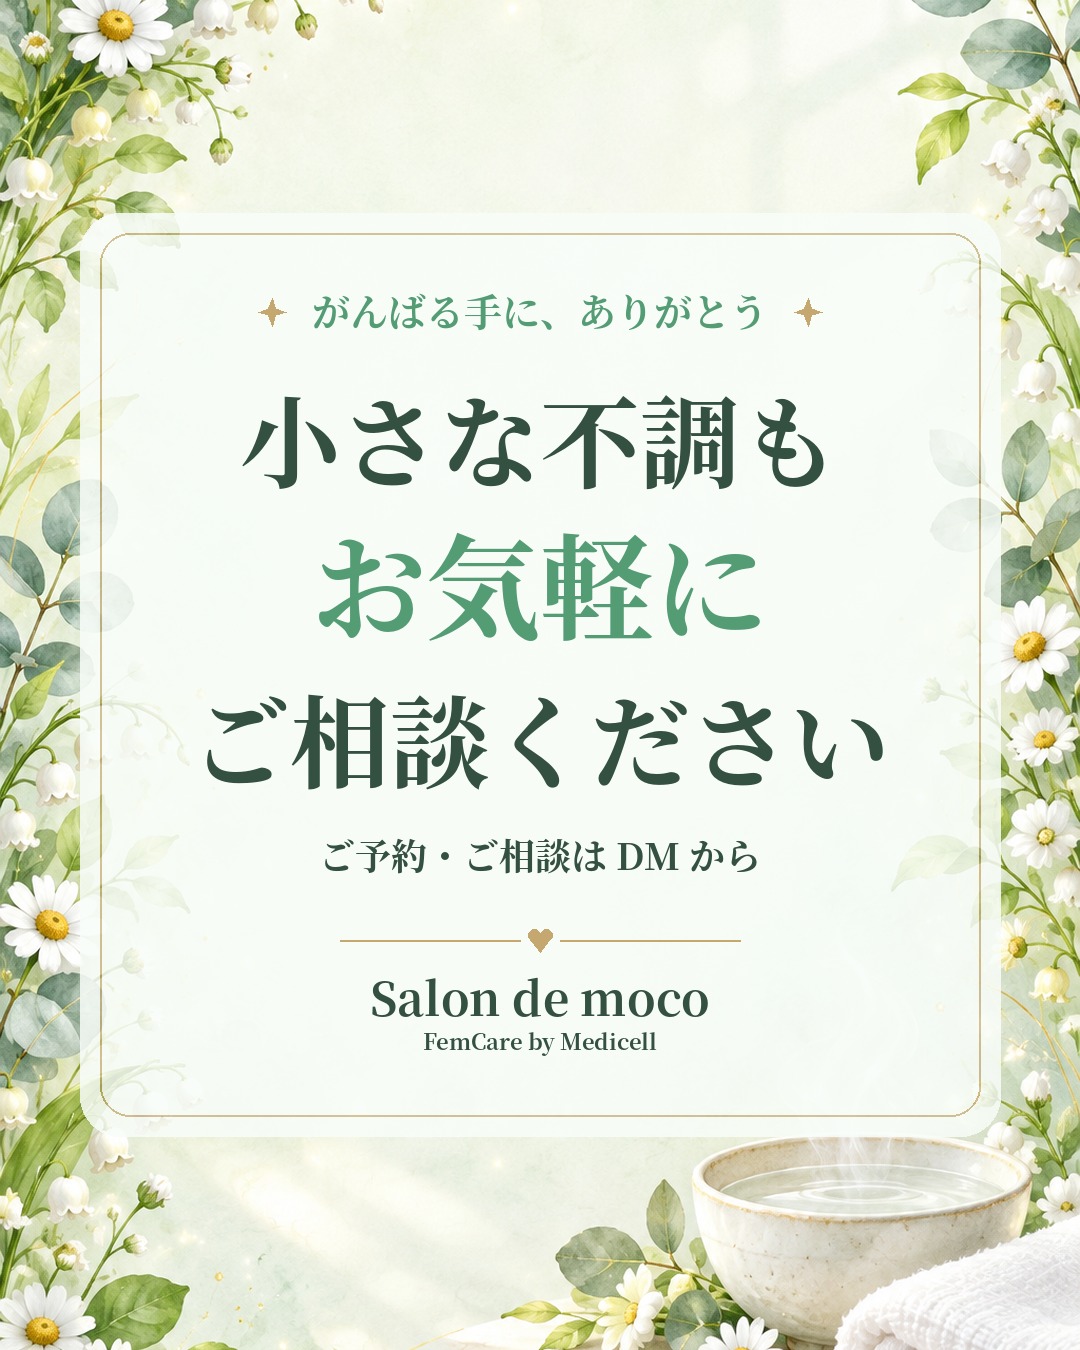 がんばる手に、ありがとう
小さな不調も
お気軽に
ご相談ください
ご予約・ご相談は DM から
Salon de moco
FemCare by Medicell